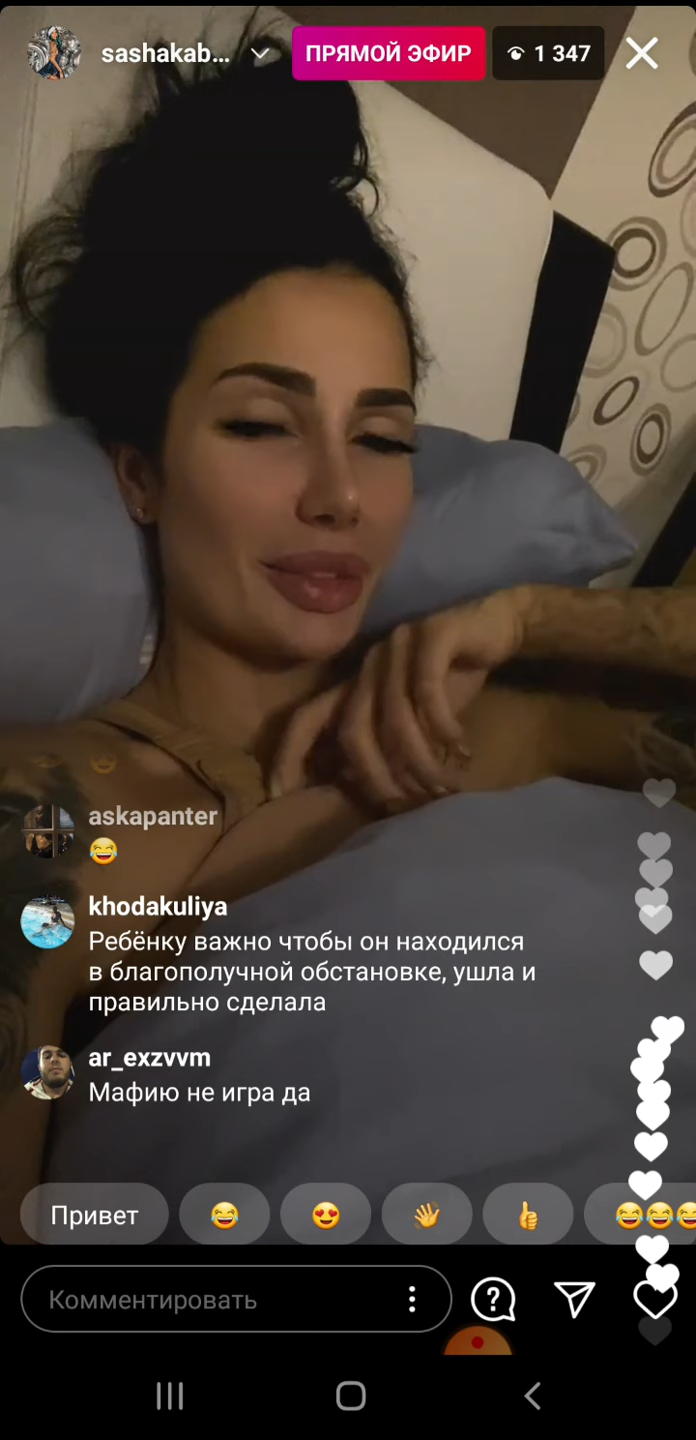 sashakab...
ПРЯМОЙ ЭФИР
1 347
askapanter
😂
khodakuliya
Ребёнку важно чтобы он находился
в благополучной обстановке, ушла и
правильно сделала
ar_exzvvm
Мафию не игра да
Привет
Комментировать